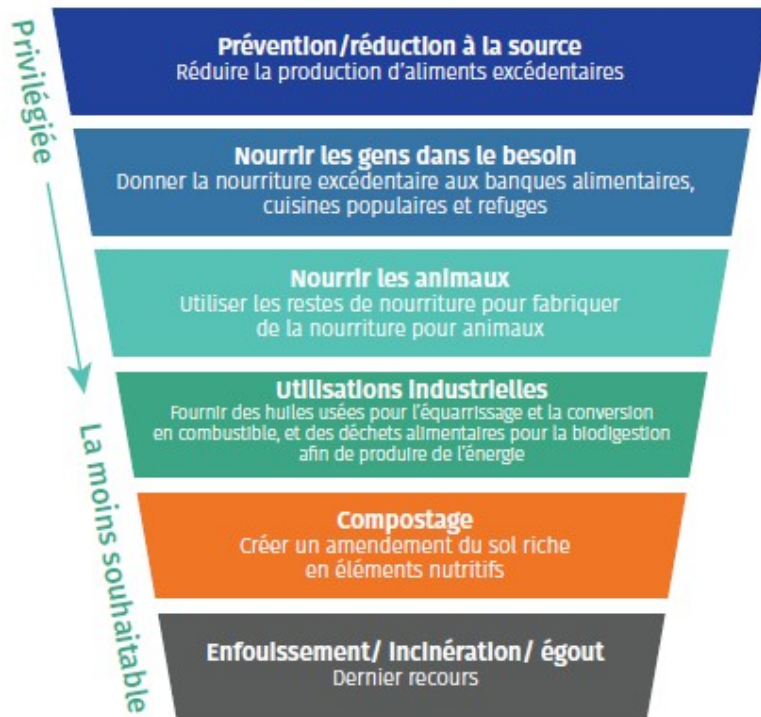 Privilégiée
La moins souhaitable
Prévention/réduction à la source
Réduire la production d'aliments excédentaires
Nourrir les gens dans le besoin
Donner la nourriture excédentaire aux banques alimentaires,
cuisines populaires et refuges
Nourrir les animaux
Utiliser les restes de nourriture pour fabriquer
de la nourriture pour animaux
Utilisations industrielles
Fournir des huiles usées pour l'équarrissage et la conversion
en combustible, et des déchets alimentaires pour la biodigestion
afin de produire de l'énergie
Compostage
Créer un amendement du sol riche
en éléments nutritifs
Enfouissement/ incinération/ égout
Dernier recours